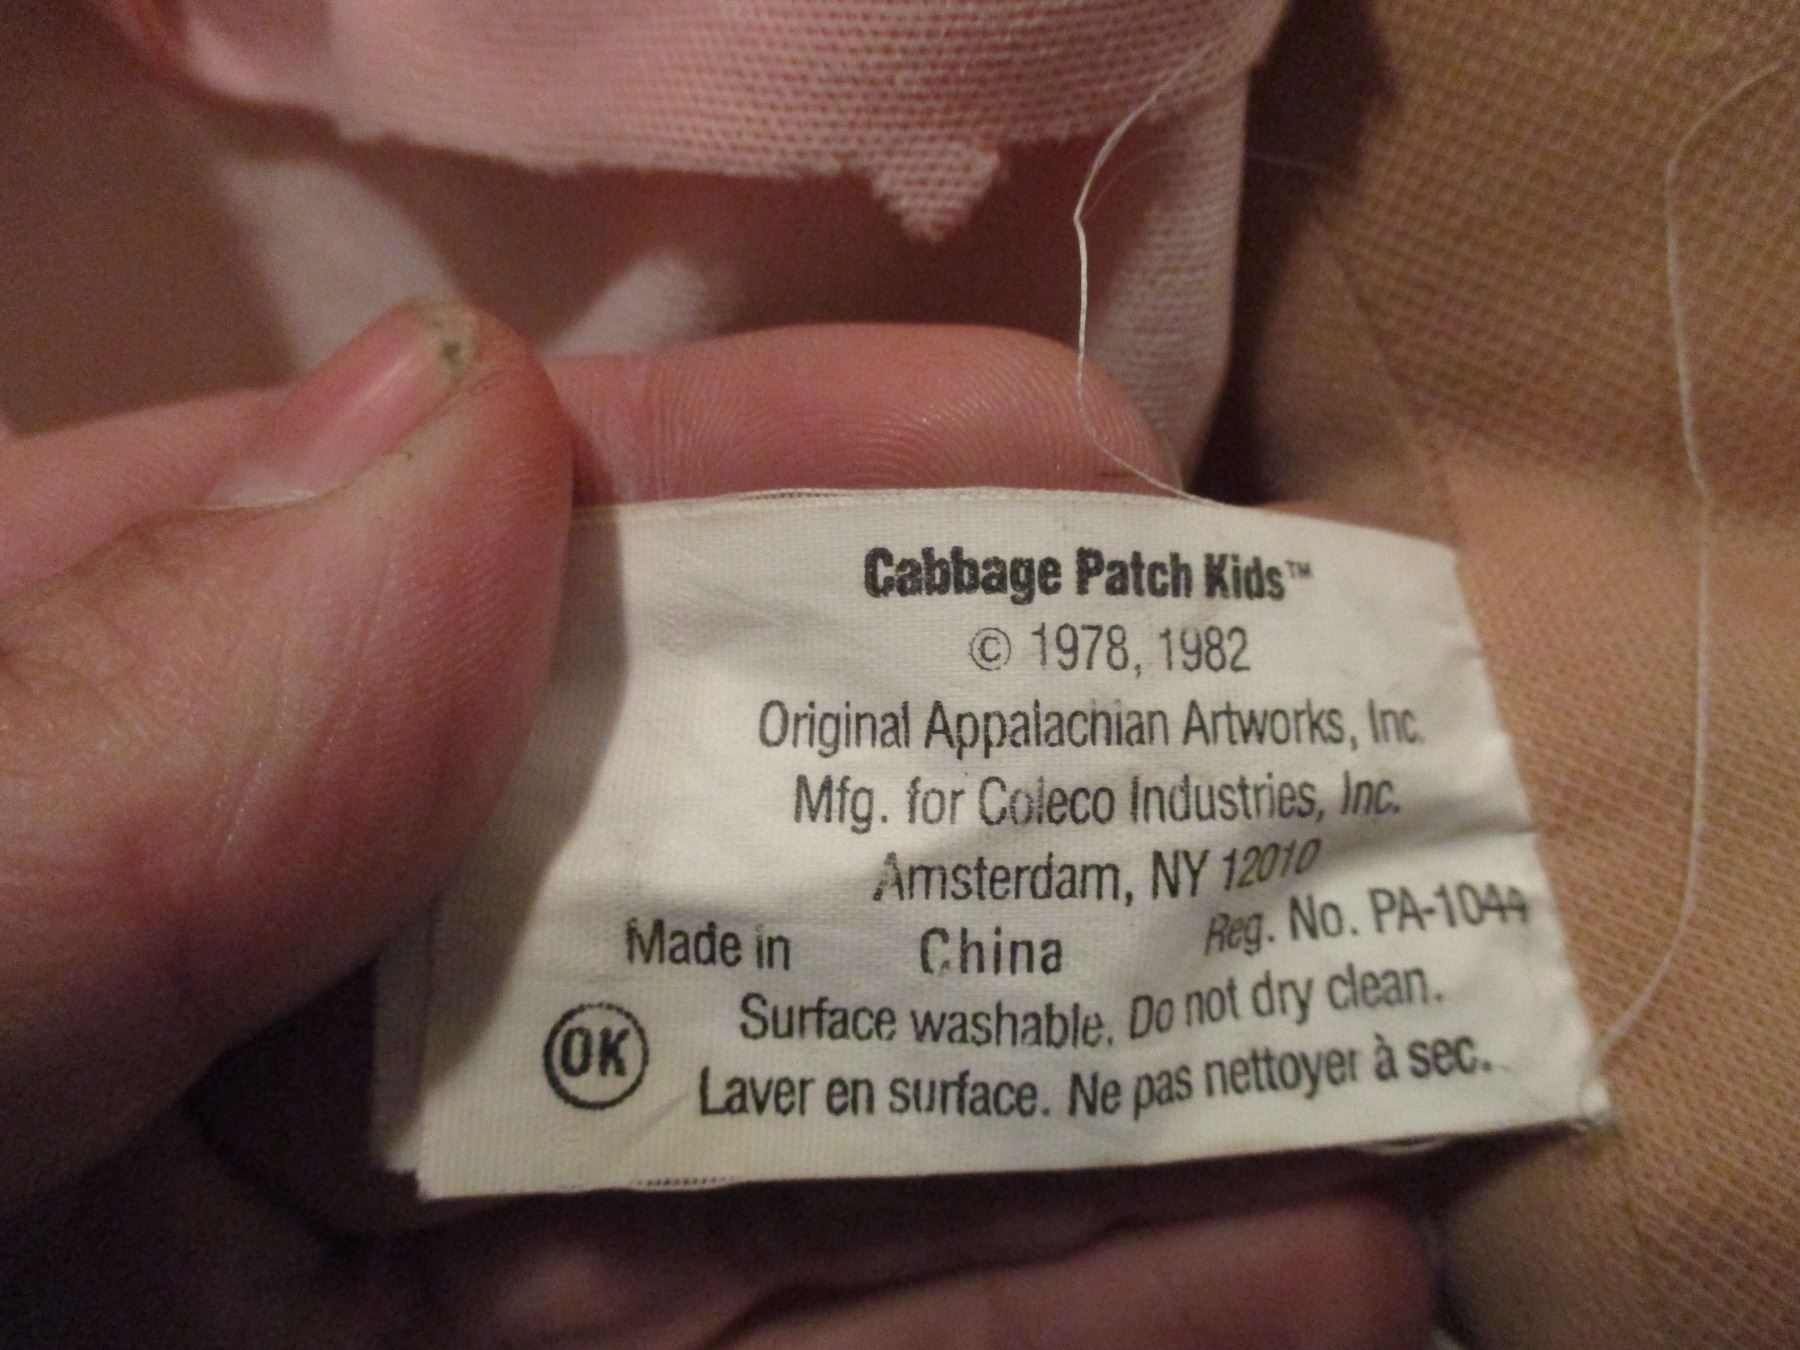 Cabbage Patch Kids™
© 1978, 1982
Original Appalachian Artworks, Inc.
Mfg. for Coleco Industries, Inc.
Amsterdam, NY 12010
Made in China Reg. No. PA-1044
Surface washable. Do not dry clean.
OK Laver en surface. Ne pas nettoyer à sec.